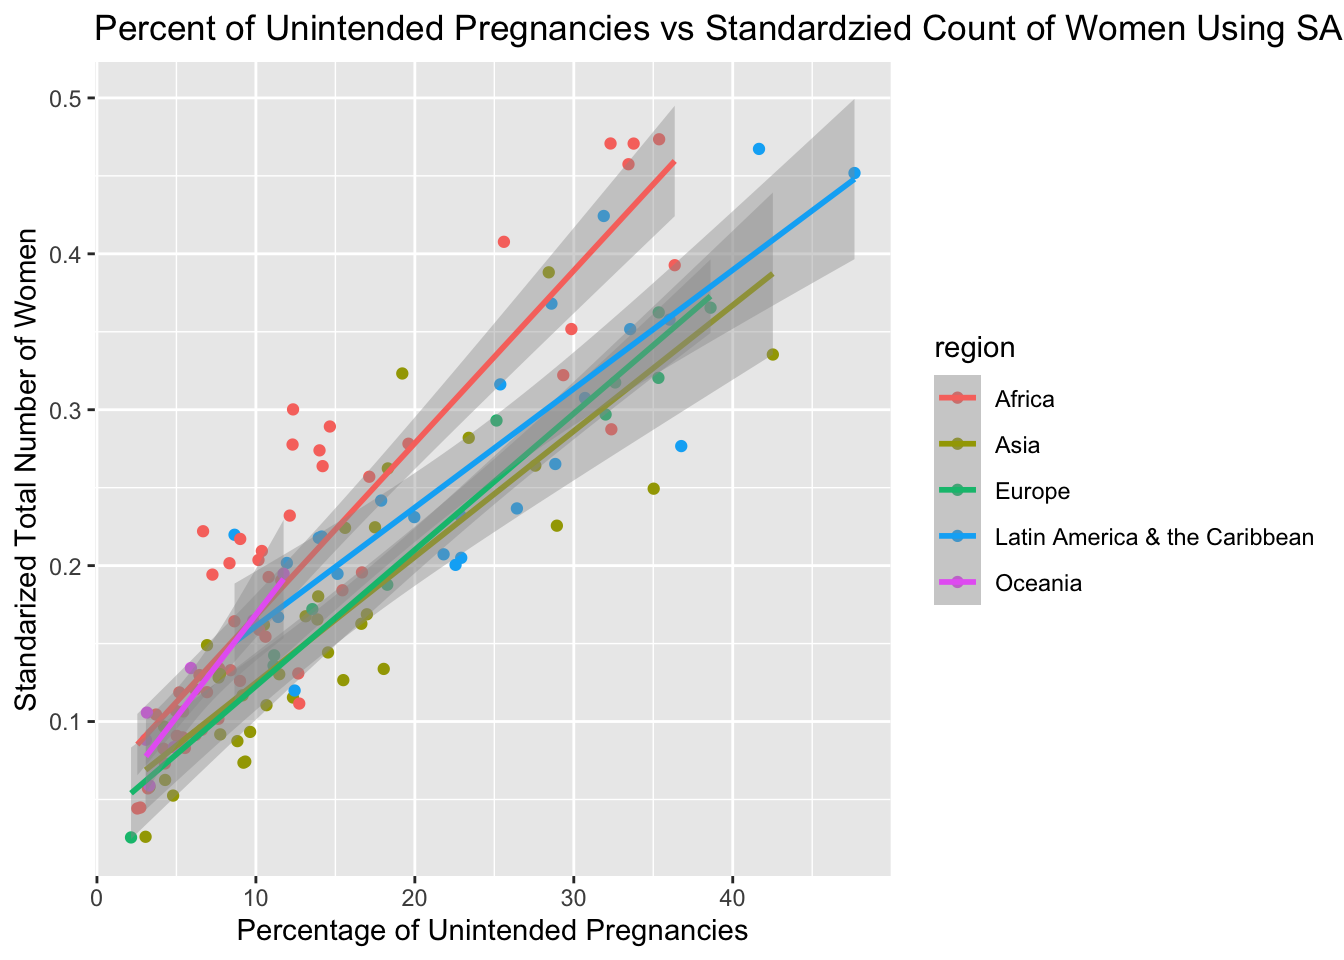 Percent of Unintended Pregnancies vs Standardzied Count of Women Using SA
0.5
0.4
0.3
0.2
0.1
Standarized Total Number of Women
0
10
20
30
40
Percentage of Unintended Pregnancies
region
Africa
Asia
Europe
Latin America & the Caribbean
Oceania